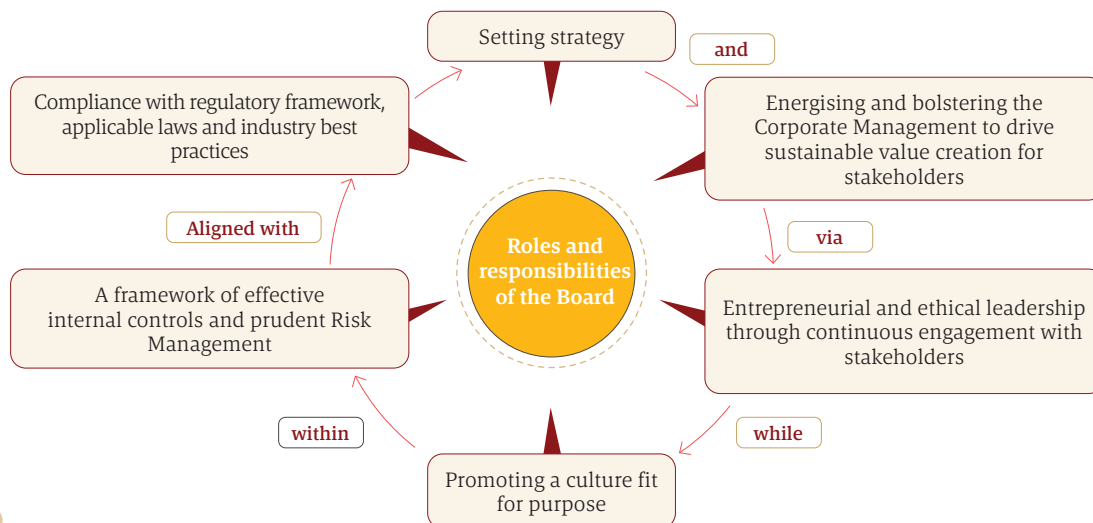 Setting strategy
and
Energising and bolstering the
Corporate Management to drive
sustainable value creation for
stakeholders
via
Entrepreneurial and ethical leadership
through continuous engagement with
stakeholders
while
Promoting a culture fit
for purpose
within
A framework of effective
internal controls and prudent Risk
Management
Aligned with
Compliance with regulatory framework,
applicable laws and industry best
practices
Roles and
responsibilities
of the Board